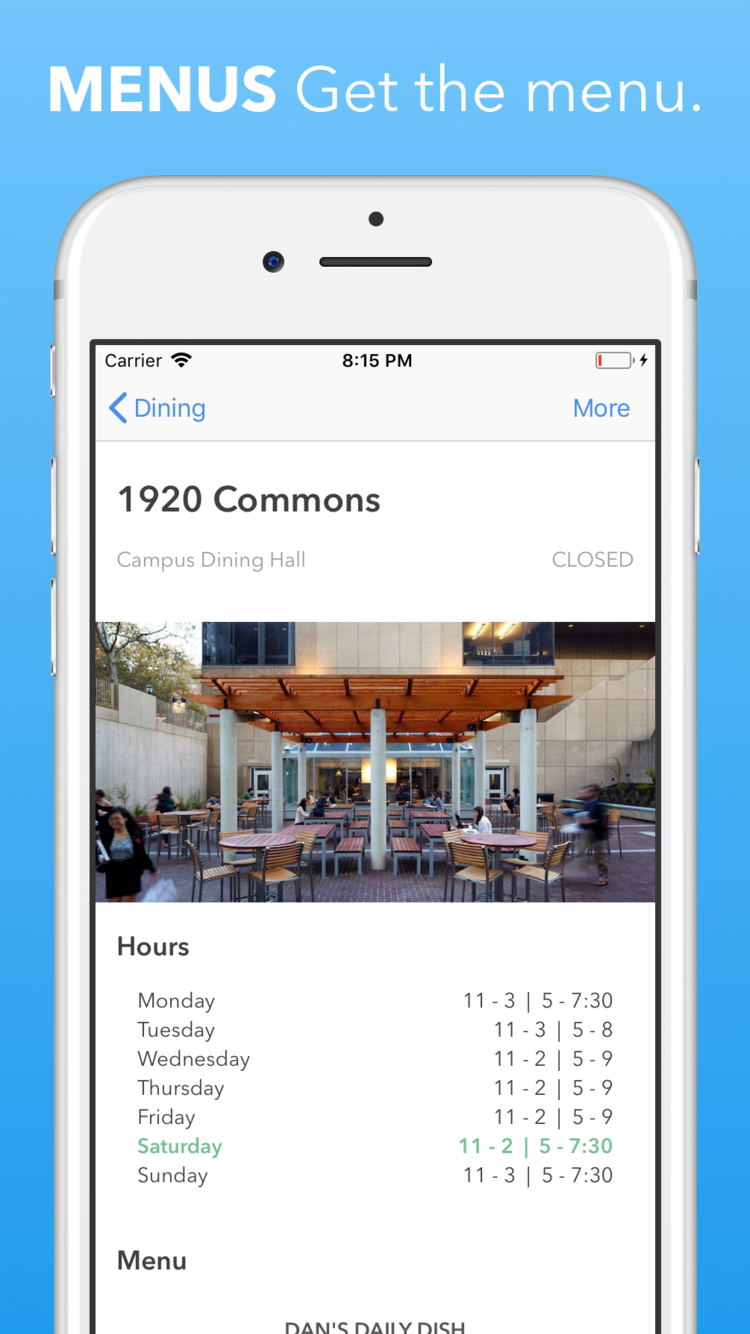 MENUS Get the menu.
Carrier 8:15 PM
Dining More
1920 Commons
Campus Dining Hall CLOSED
Hours
Monday 11 - 3 | 5 - 7:30
Tuesday 11 - 3 | 5 - 8
Wednesday 11 - 2 | 5 - 9
Thursday 11 - 2 | 5 - 9
Friday 11 - 2 | 5 - 9
Saturday 11 - 2 | 5 - 7:30
Sunday 11 - 3 | 5 - 7:30
Menu
DAN'S DAILY DISH